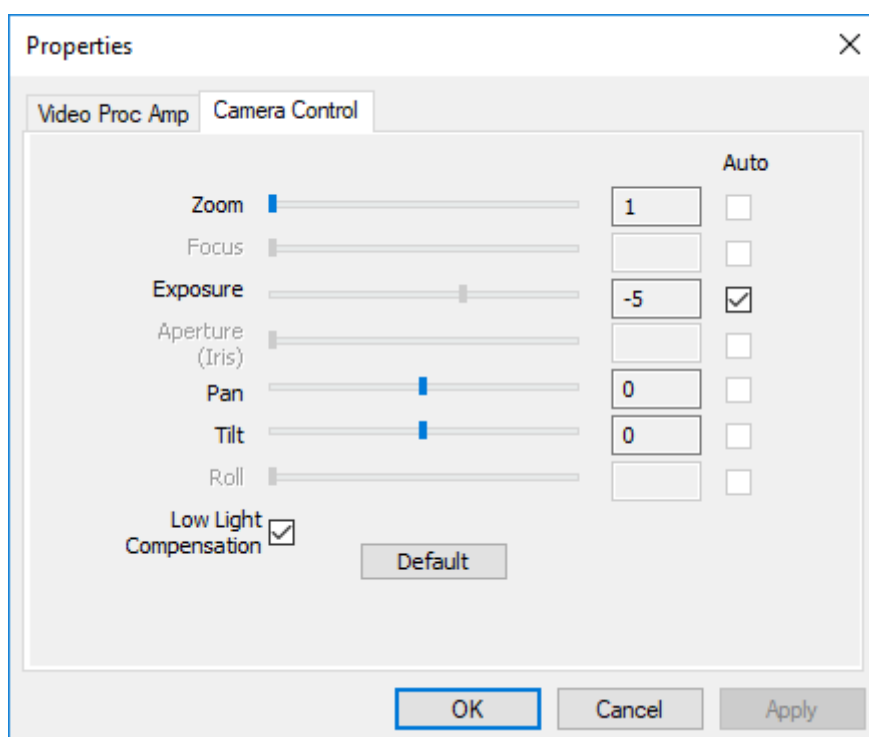 Properties
Video Proc Amp Camera Control
Auto
Zoom 1
Focus
Exposure -5
Aperture
(Iris)
Pan 0
Tilt 0
Roll
Low Light
Compensation
Default
OK Cancel Apply